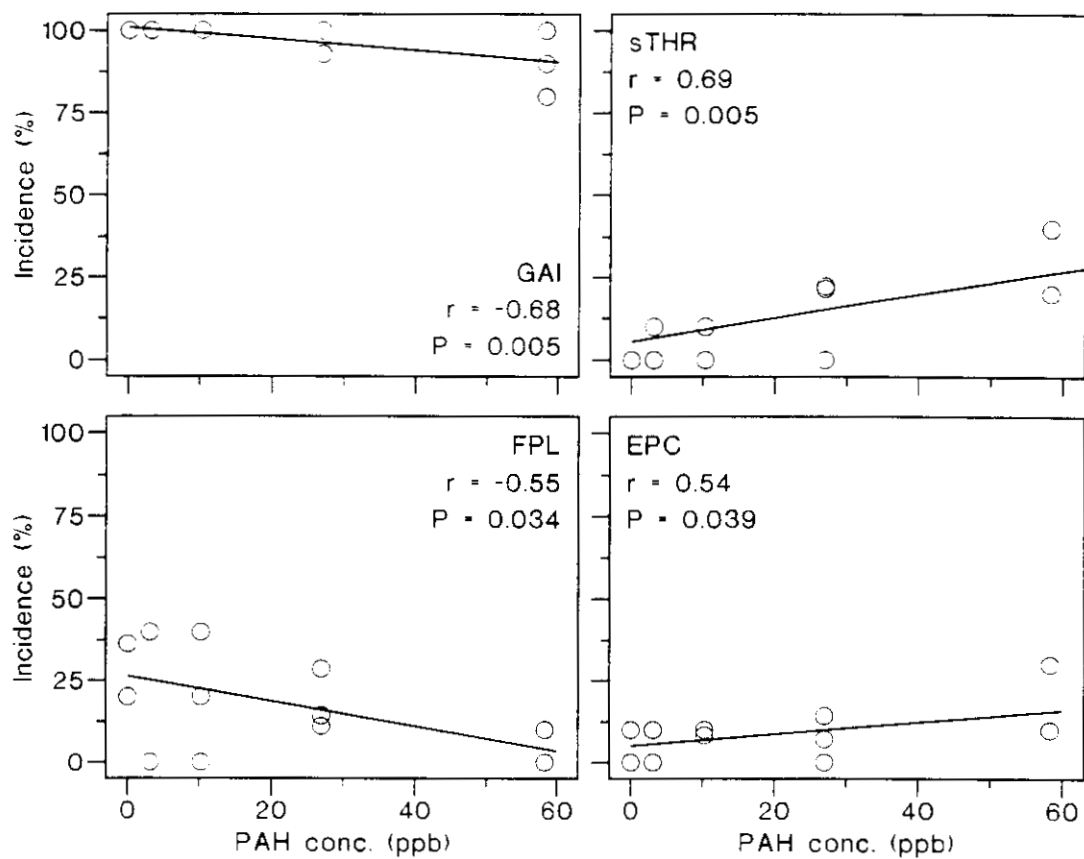 Incidence (%)
100
75
50
25
0
GAI
r = -0.68
P = 0.005
sTHR
r = 0.69
P = 0.005
Incidence (%)
100
75
50
25
0
FPL
r = -0.55
P = 0.034
EPC
r = 0.54
P = 0.039
0 20 40 60
0 20 40 60
PAH conc. (ppb)
PAH conc. (ppb)